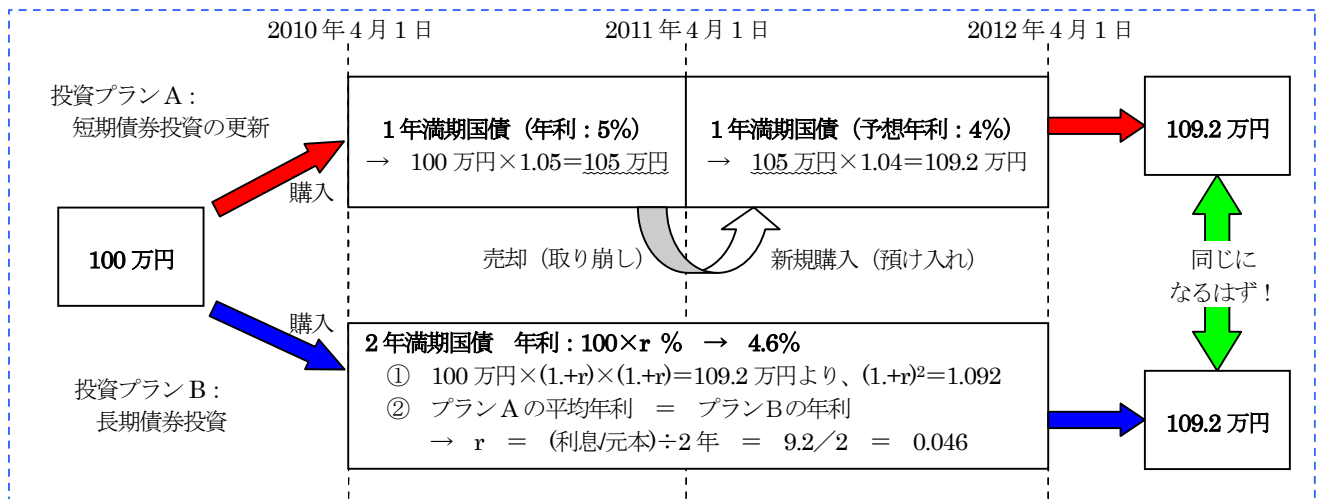 2010年4月1日 2011年4月1日 2012年4月1日
投資プランA：
短期債券投資の更新
1年満期国債（年利：5%）
→ 100万円×1.05＝105万円
1年満期国債（予想年利：4%）
→ 105万円×1.04＝109.2万円
109.2万円
購入
100万円
売却（取り崩し）
新規購入（預け入れ）
同じに
なるはず！
購入
2年満期国債 年利：100×r % → 4.6%
① 100万円×(1.+r)×(1.+r)＝109.2万円より、(1.+r)²＝1.092
② プランAの平均年利 ＝ プランBの年利
→ r ＝ (利息/元本)÷2年 ＝ 9.2／2 ＝ 0.046
投資プランB：
長期債券投資
109.2万円